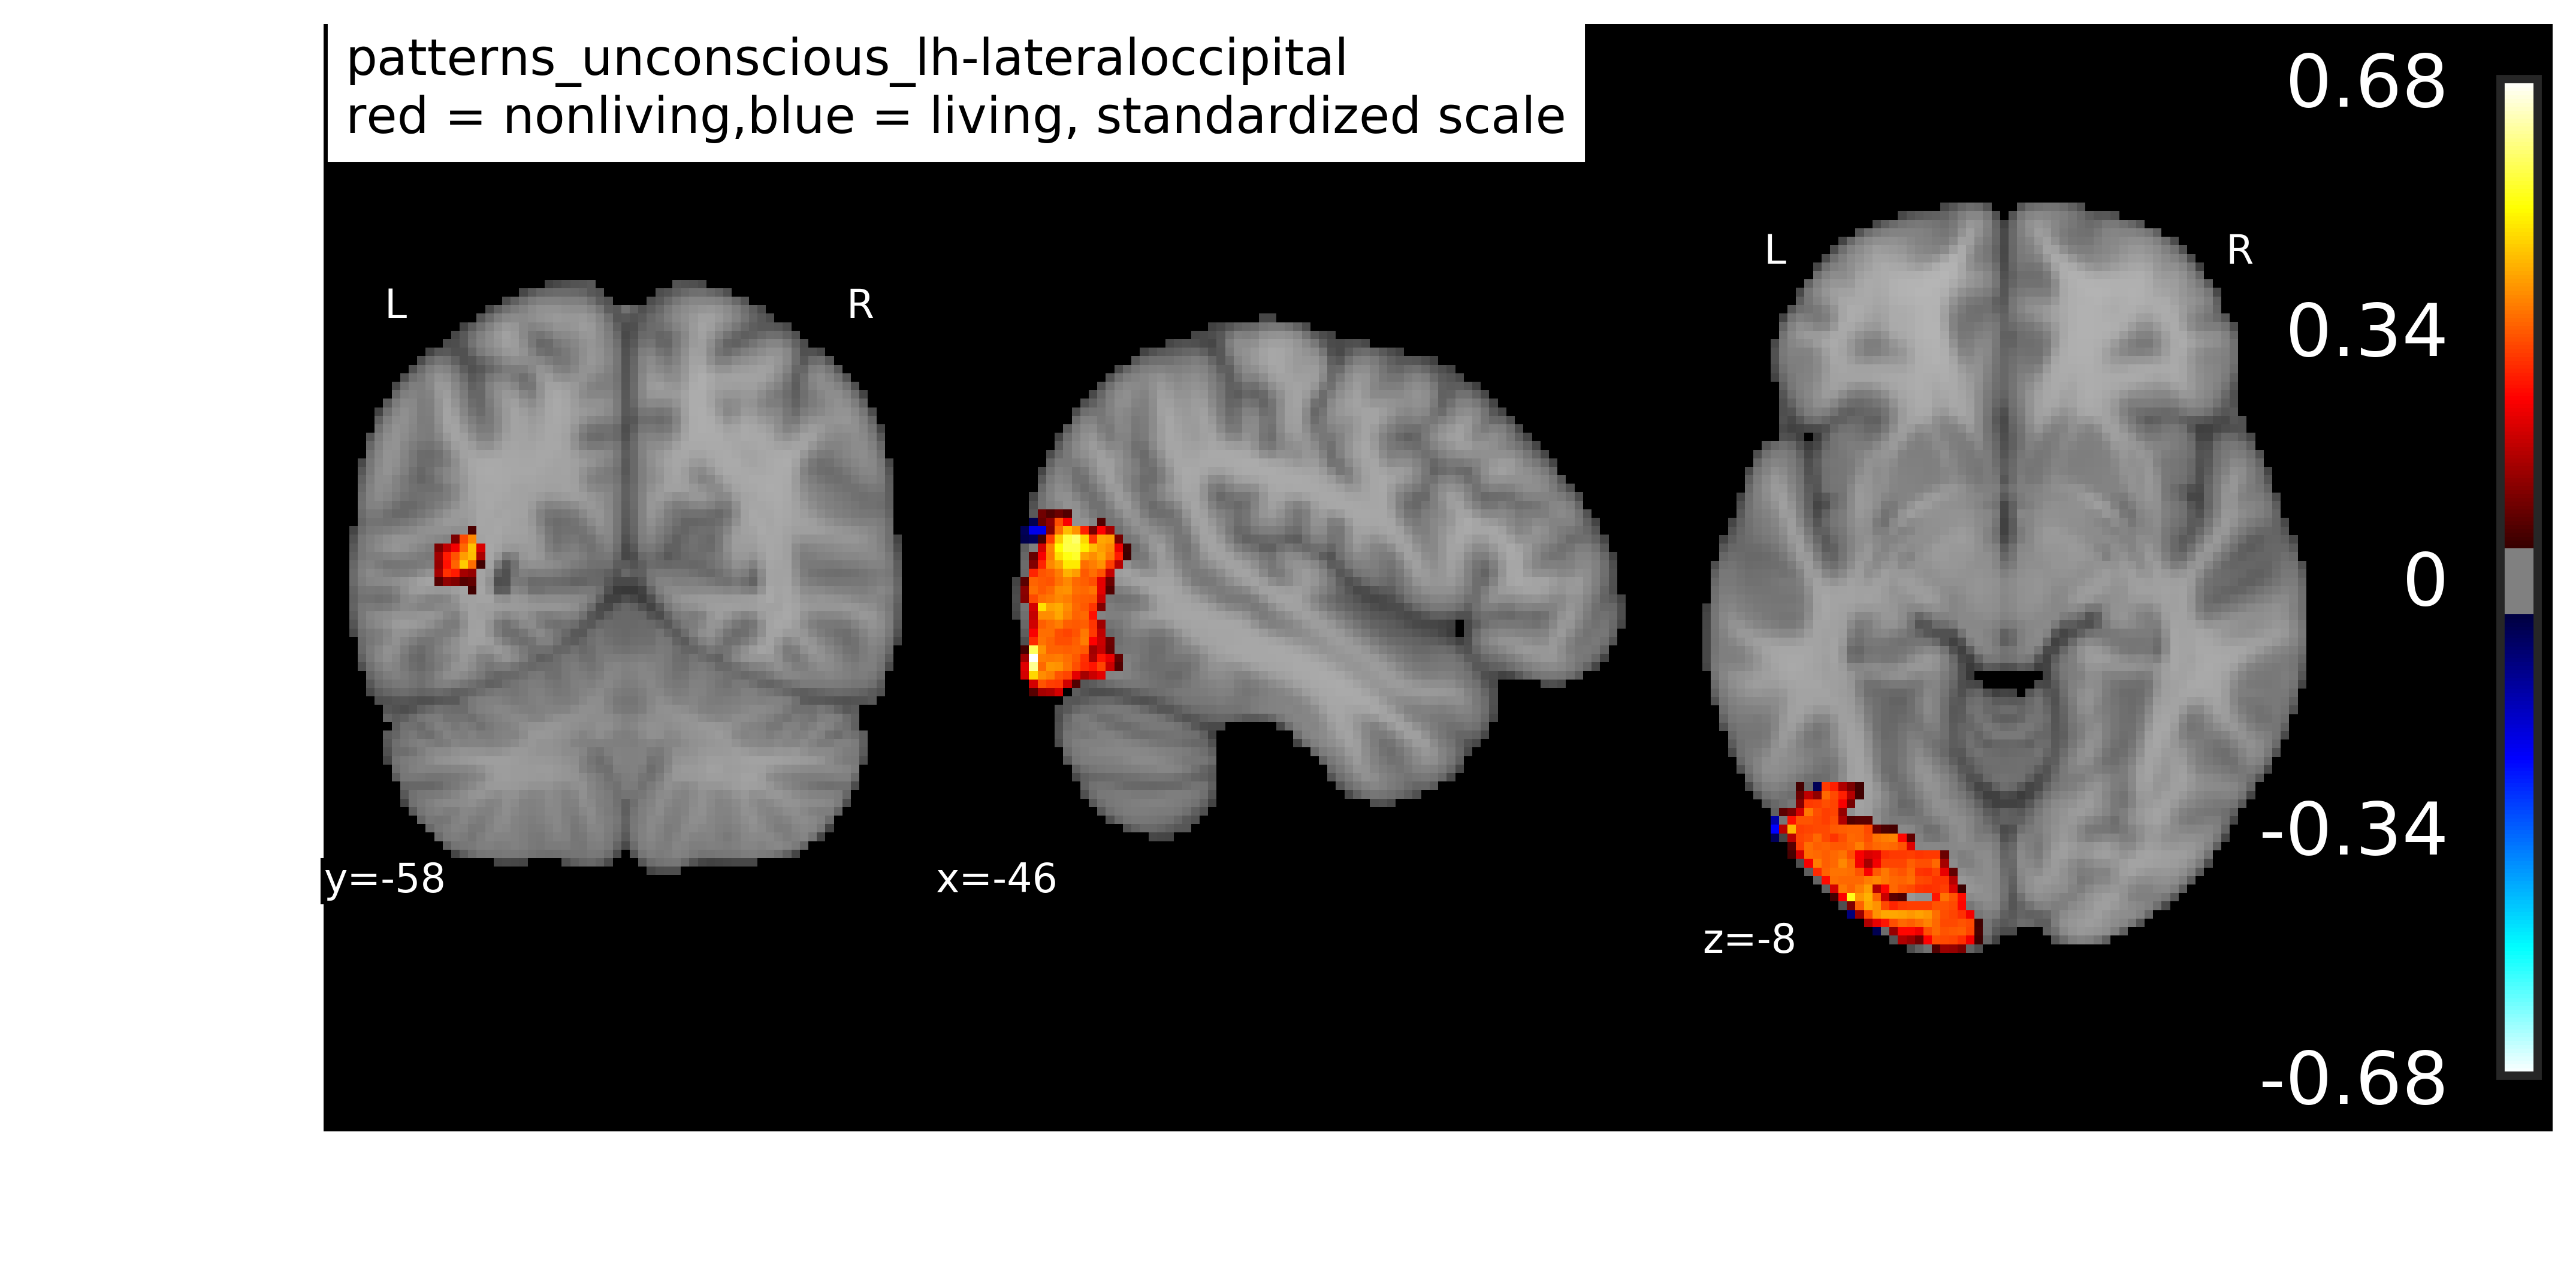 patterns_unconscious_lh-lateraloccipital
red = nonliving,blue = living, standardized scale
L
R
y=-58
x=-46
L
R
z=-8
0.68
0.34
0
-0.34
-0.68